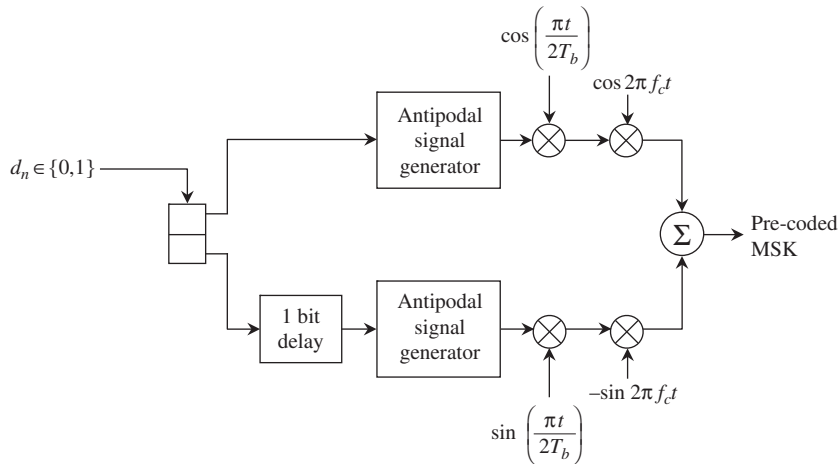 cos(πt/2T_b)
cos 2πf_ct
Antipodal
signal
generator
d_n ∈ {0,1}
Σ
Pre-coded
MSK
1 bit
delay
Antipodal
signal
generator
–sin 2πf_ct
sin (πt/2T_b)